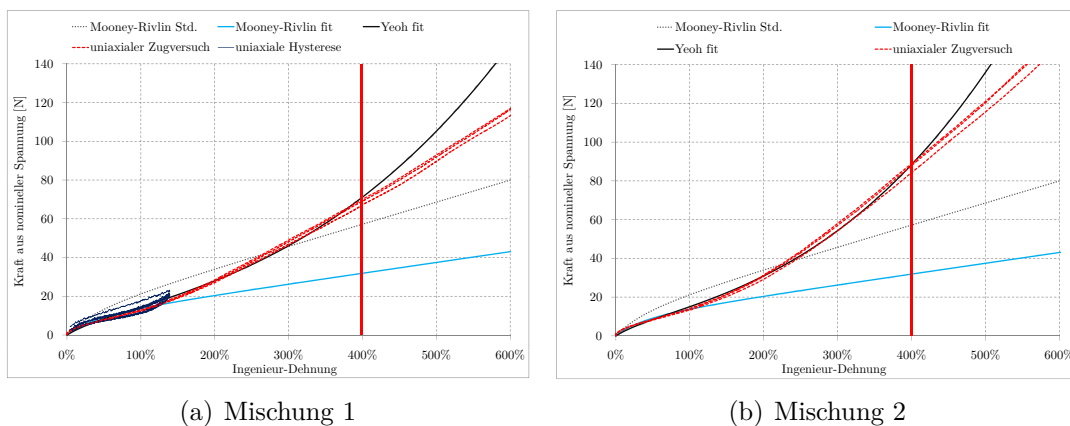 Mooney-Rivlin Std. Mooney-Rivlin fit Yeoh fit
uniaxialer Zugversuch uniaxiale Hysterese
Kraft aus nomineller Spannung [N]
140
120
100
80
60
40
20
0
0% 100% 200% 300% 400% 500% 600%
Ingenieur-Dehnung
(a) Mischung 1
Mooney-Rivlin Std. Mooney-Rivlin fit
Yeoh fit uniaxialer Zugversuch
Kraft aus nomineller Spannung [N]
140
120
100
80
60
40
20
0
0% 100% 200% 300% 400% 500% 600%
Ingenieur-Dehnung
(b) Mischung 2